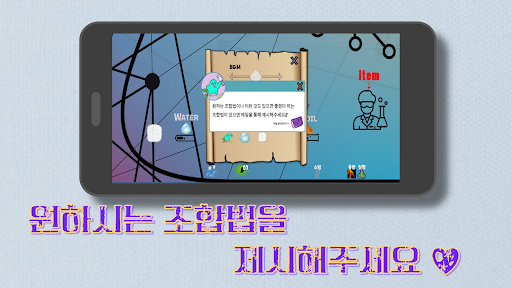 BGM
Item
원하는 조합법이나 이런 것도 있으면 좋겠다 하는
조합법이 있으면 메일을 통해 제시해주세요♪
WATER
OIL
원하시는 조합법을
제시해주세요